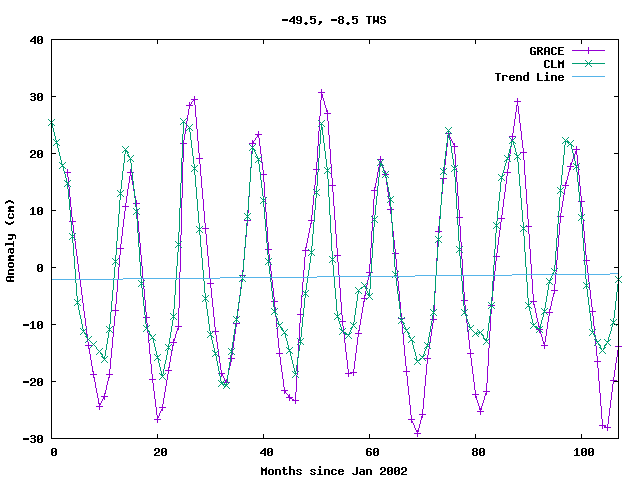 -49.5, -8.5 TWS
GRACE
CLM
Trend Line
40
30
20
10
0
-10
-20
-30
Anomaly (cm)
0 20 40 60 80 100
Months since Jan 2002